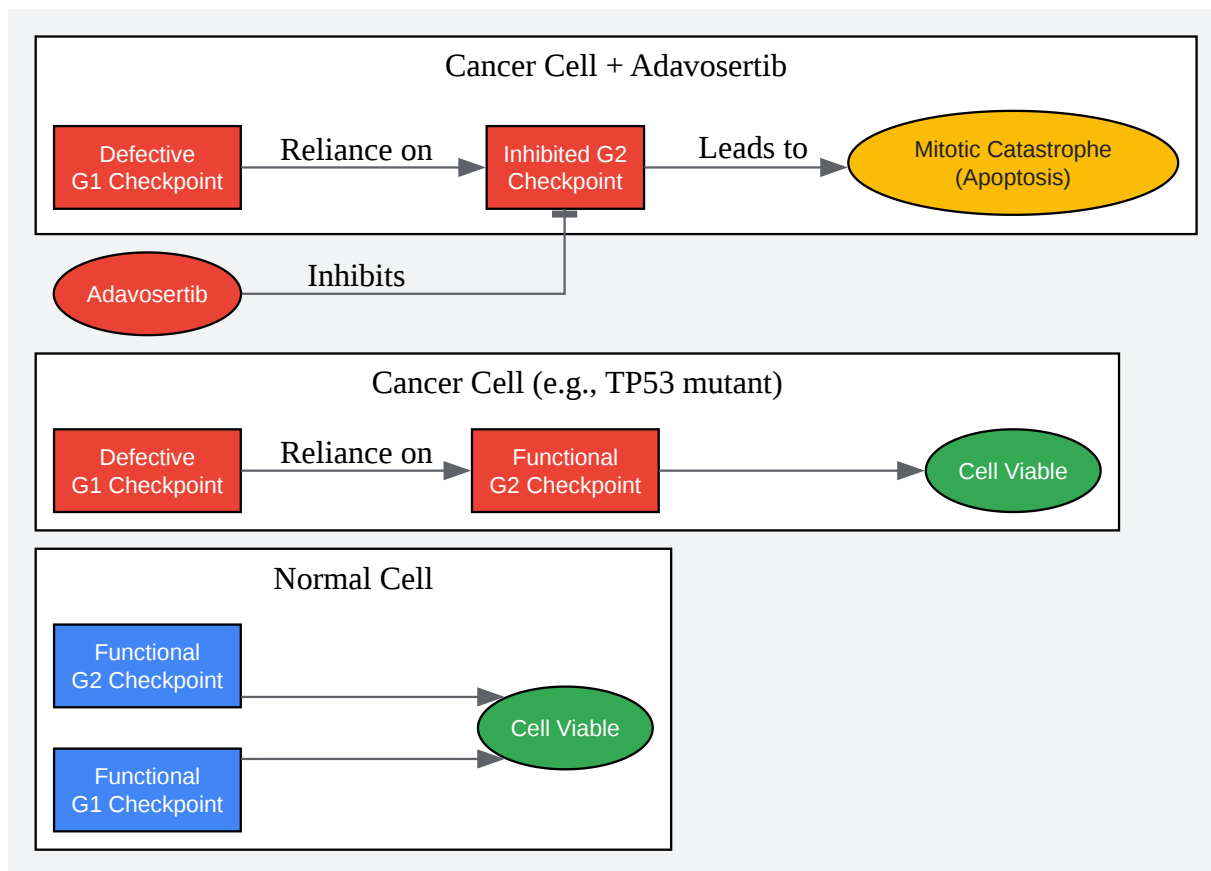 Cancer Cell + Adavosertib
Defective
G1 Checkpoint
Reliance on
Inhibited G2
Checkpoint
Leads to
Mitotic Catastrophe
(Apoptosis)
Adavosertib
Inhibits
Cancer Cell (e.g., TP53 mutant)
Defective
G1 Checkpoint
Reliance on
Functional
G2 Checkpoint
Cell Viable
Normal Cell
Functional
G2 Checkpoint
Cell Viable
Functional
G1 Checkpoint